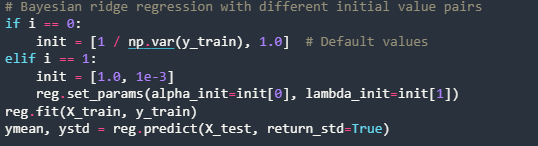 # Bayesian ridge regression with different initial value pairs
if i == 0:
    init = [1 / np.var(y_train), 1.0]  # Default values
elif i == 1:
    init = [1.0, 1e-3]
    reg.set_params(alpha_init=init[0], lambda_init=init[1])
reg.fit(X_train, y_train)
ymean, ystd = reg.predict(X_test, return_std=True)